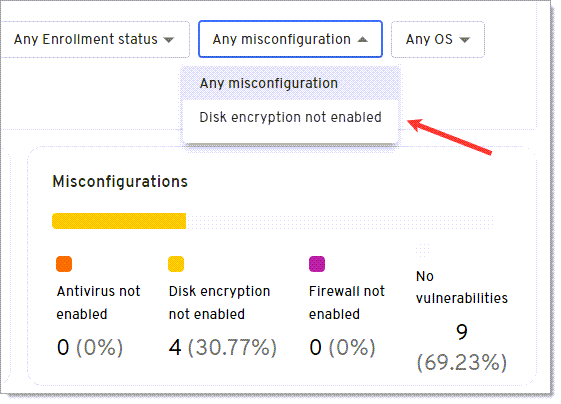 Any Enrollment status
Any misconfiguration
Any OS
Any misconfiguration
Disk encryption not enabled
Misconfigurations
Antivirus not
enabled
0 (0%)
Disk encryption
not enabled
4 (30.77%)
Firewall not
enabled
0 (0%)
No
vulnerabilities
9
(69.23%)